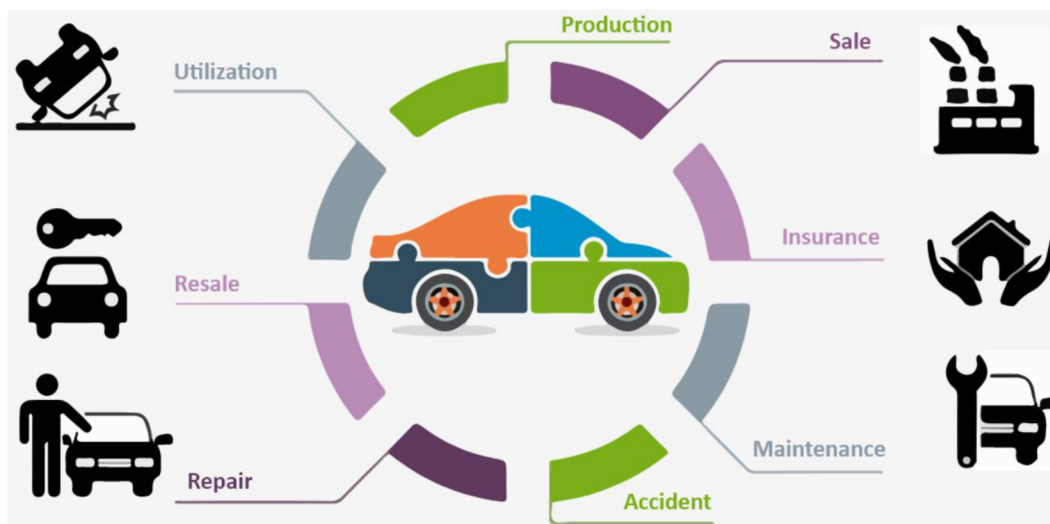 Production
Sale
Utilization
Insurance
Resale
Maintenance
Repair
Accident